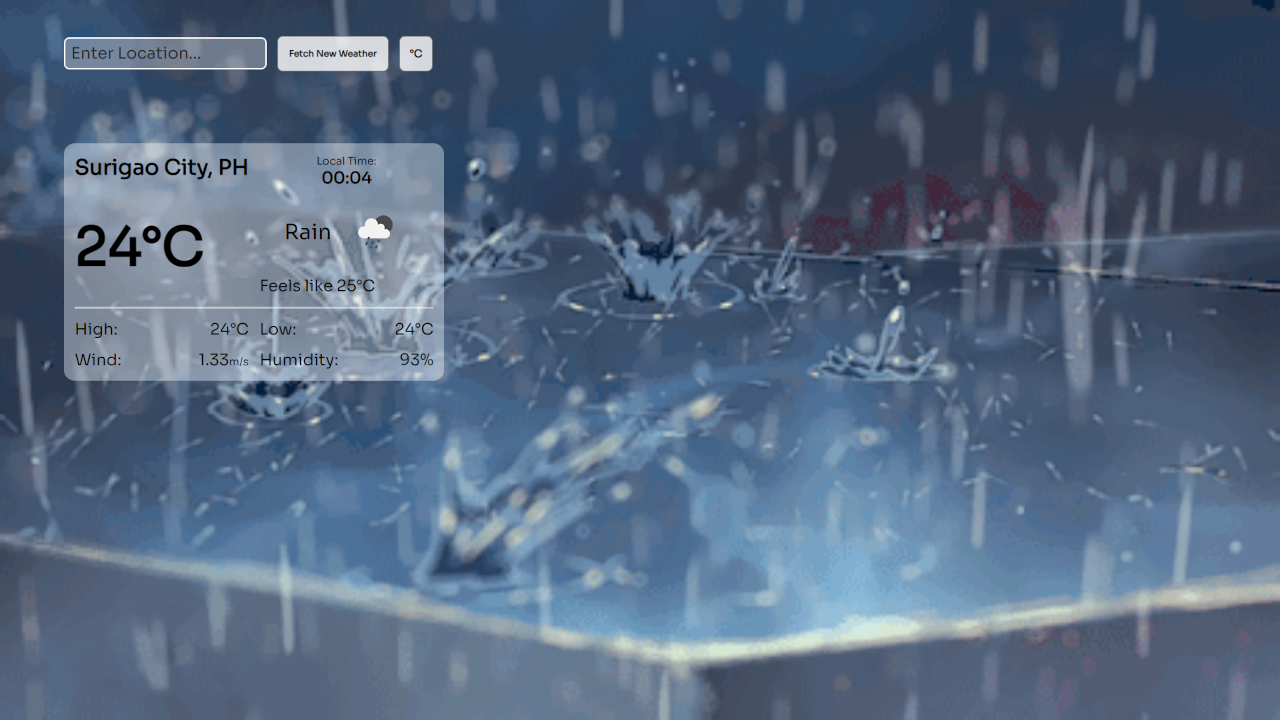 Enter Location...
Fetch New Weather
°C
Surigao City, PH
Local Time:
00:04
24°C
Rain
Feels like 25°C
High: 24°C Low: 24°C
Wind: 1.33m/s Humidity: 93%